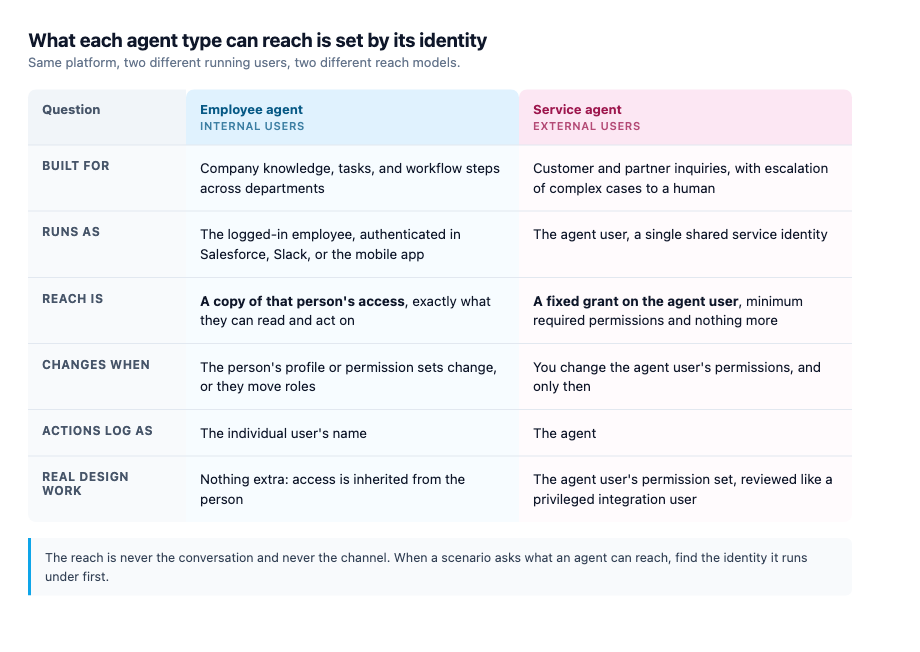 What each agent type can reach is set by its identity
Same platform, two different running users, two different reach models.
Question
Employee agent
INTERNAL USERS
Service agent
EXTERNAL USERS
BUILT FOR
Company knowledge, tasks, and workflow steps
across departments
Customer and partner inquiries, with escalation
of complex cases to a human
RUNS AS
The logged-in employee, authenticated in
Salesforce, Slack, or the mobile app
The agent user, a single shared service identity
REACH IS
A copy of that person's access, exactly what
they can read and act on
A fixed grant on the agent user, minimum
required permissions and nothing more
CHANGES WHEN
The person's profile or permission sets change,
or they move roles
You change the agent user's permissions, and
only then
ACTIONS LOG AS
The individual user's name
The agent
REAL DESIGN
WORK
Nothing extra: access is inherited from the
person
The agent user's permission set, reviewed like a
privileged integration user
The reach is never the conversation and never the channel. When a scenario asks what an agent can reach, find the identity it runs
under first.